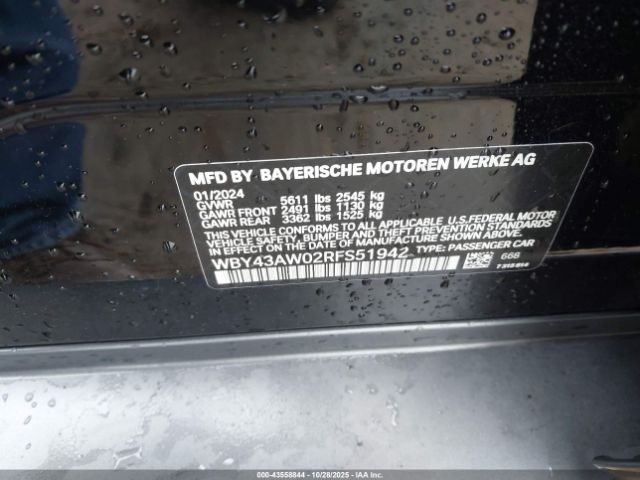 MFD BY BAYERISCHE MOTOREN WERKE AG
01/2024
GVWR 5611 lbs 2545 kg
GAWR FRONT 2491 lbs 1130 kg
GAWR REAR 3362 lbs 1525 kg
THIS VEHICLE CONFORMS TO ALL APPLICABLE U.S.FEDERAL MOTOR
VEHICLE SAFETY, BUMPER AND THEFT PREVENTION STANDARDS IN
EFFECT ON THE DATE OF MANUFACTURE SHOWN ABOVE.
WBY43AW02RFS51942 TYPE: PASSENGER CAR
668
000-43558844 | 10/28/2025 | IAAI.COM